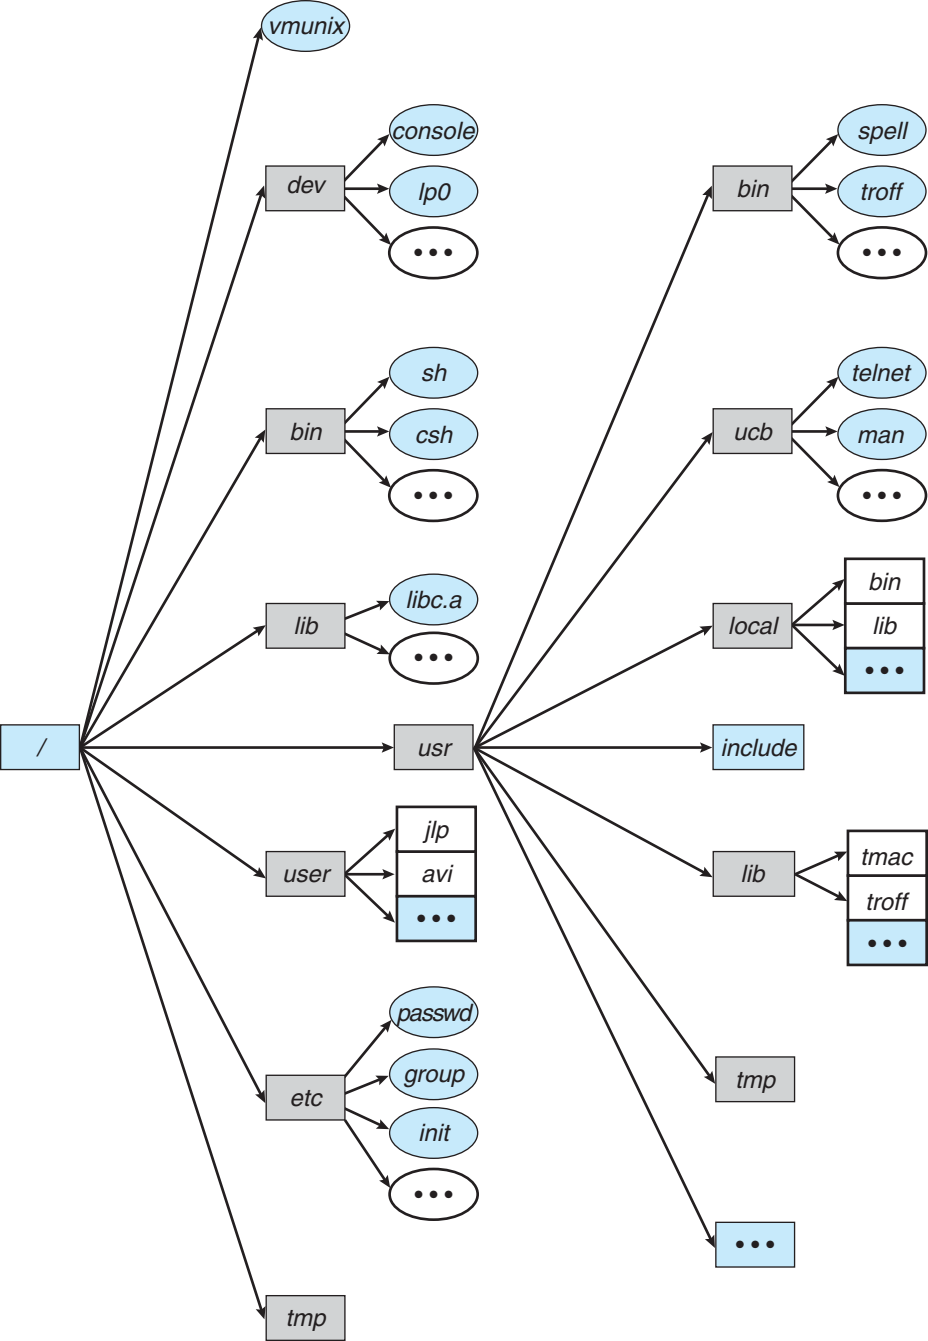 vmunix
/
dev
console
lp0
•••
bin
sh
csh
•••
lib
libc.a
•••
usr
user
jlp
avi
•••
etc
passwd
group
init
•••
tmp
bin
spell
troff
•••
ucb
telnet
man
•••
local
bin
lib
•••
include
lib
tmac
troff
•••
tmp
•••